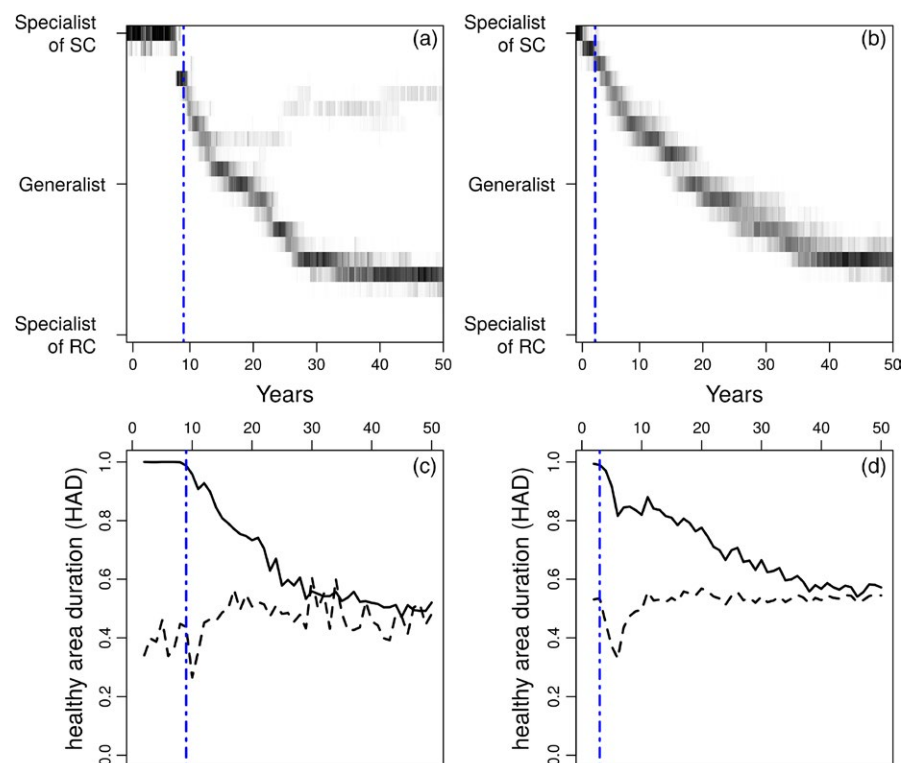 Specialist
of SC
Generalist
Specialist
of RC
(a)
0 10 20 30 40 50
Years
Specialist
of SC
Generalist
Specialist
of RC
(b)
0 10 20 30 40 50
Years
0 10 20 30 40 50
(c)
healthy area duration (HAD)
1.0
0.8
0.6
0.4
0.2
0.0
0 10 20 30 40 50
(d)
healthy area duration (HAD)
1.0
0.8
0.6
0.4
0.2
0.0